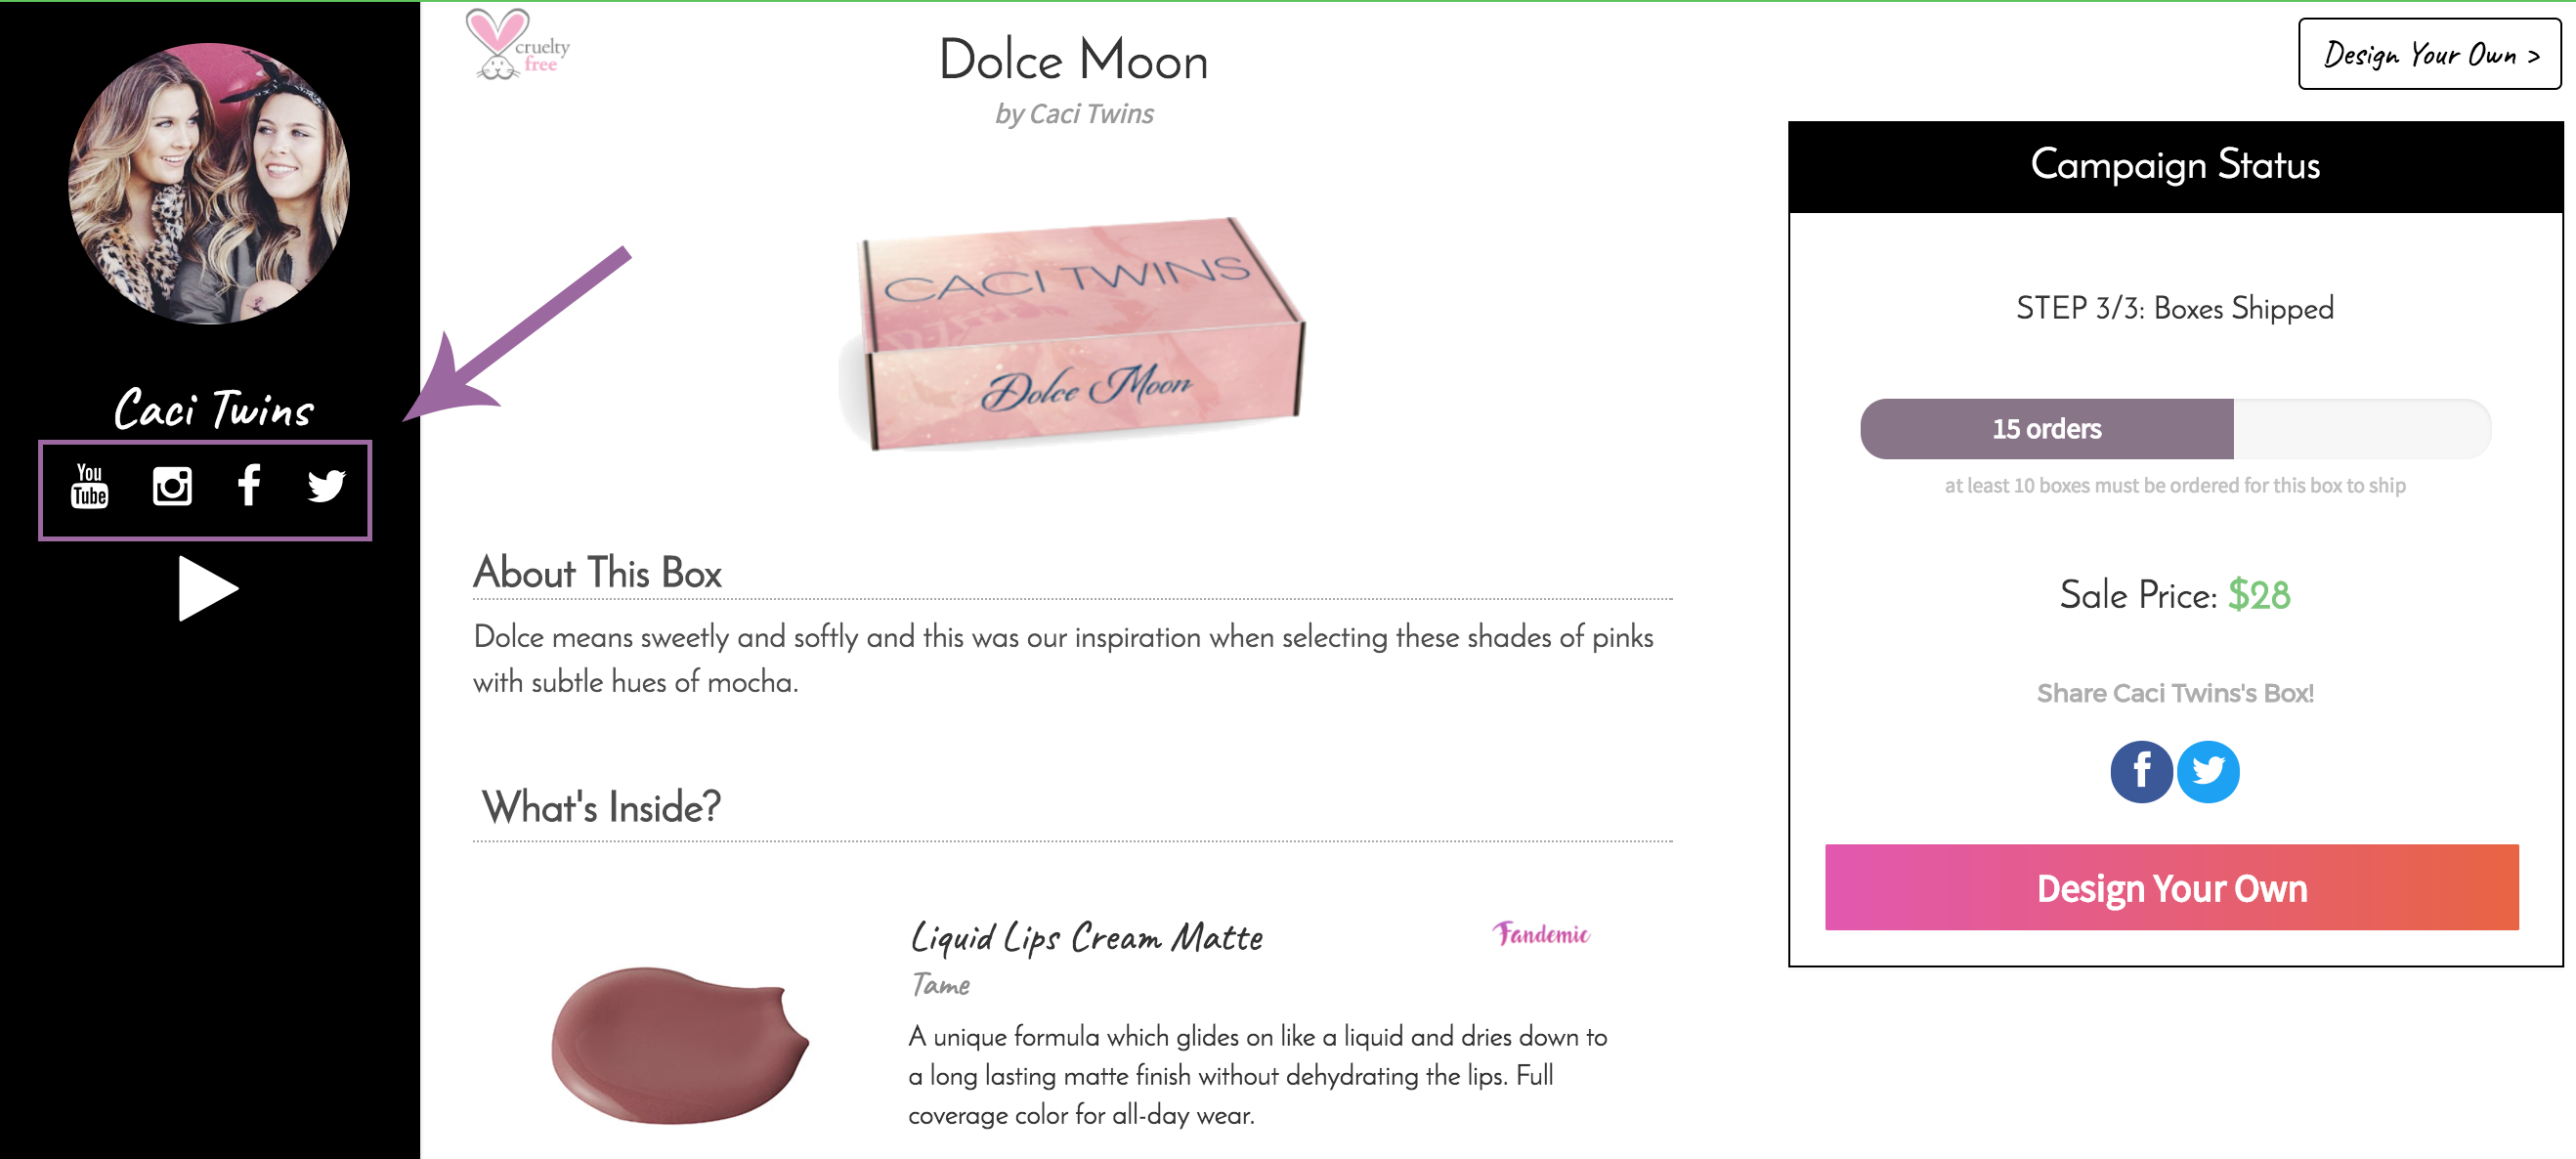 Caci Twins
You
Tube
cruelty
free
Dolce Moon
by Caci Twins
CACI TWINS
Dolce Moon
About This Box
Dolce means sweetly and softly and this was our inspiration when selecting these shades of pinks
with subtle hues of mocha.
What's Inside?
Liquid Lips Cream Matte
Fandemic
Tame
A unique formula which glides on like a liquid and dries down to
a long lasting matte finish without dehydrating the lips. Full
coverage color for all-day wear.
Design Your Own >
Campaign Status
STEP 3/3: Boxes Shipped
15 orders
at least 10 boxes must be ordered for this box to ship
Sale Price: $28
Share Caci Twins's Box!
Design Your Own